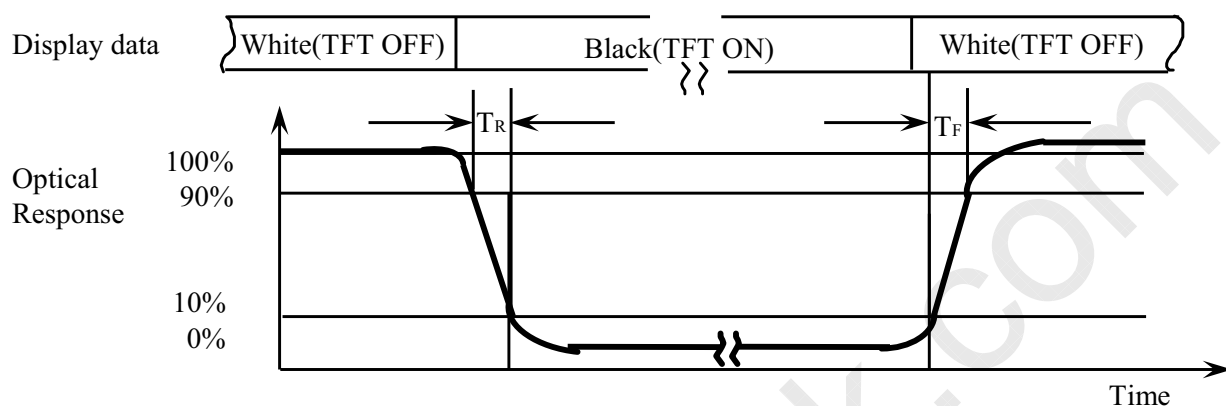 Display data
White(TFT OFF) Black(TFT ON) White(TFT OFF)
TR TF
100%
Optical
Response
90%
10%
0%
Time
k.com